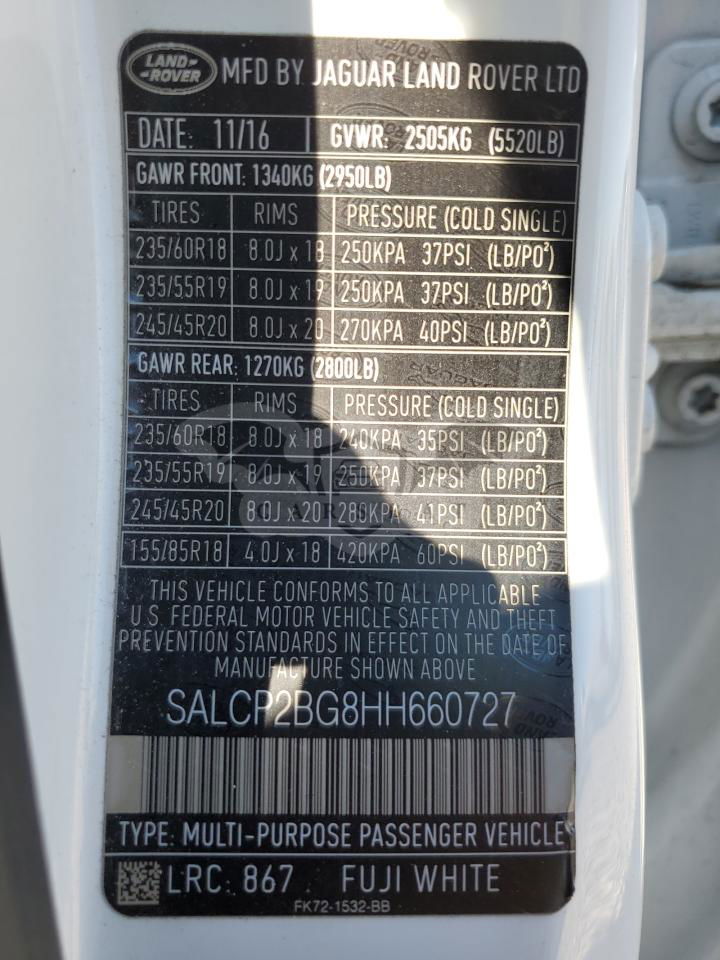 LAND-
-ROVER
MFD BY JAGUAR LAND ROVER LTD
DATE: 11/16 GVWR: 2505KG (5520LB)
GAWR FRONT: 1340KG (2950LB)
TIRES RIMS PRESSURE (COLD SINGLE)
235/60R18 8.0J x 18 250KPA 37PSI (LB/PO²)
235/55R19 8.0J x 19 250KPA 37PSI (LB/PO²)
245/45R20 8.0J x 20 270KPA 40PSI (LB/PO²)
GAWR REAR: 1270KG (2800LB)
TIRES RIMS PRESSURE (COLD SINGLE)
235/60R18 8.0J x 18 240KPA 35PSI (LB/PO²)
235/55R19 8.0J x 19 250KPA 37PSI (LB/PO²)
245/45R20 8.0J x 20 280KPA 41PSI (LB/PO²)
155/85R18 4.0J x 18 420KPA 60PSI (LB/PO²)
THIS VEHICLE CONFORMS TO ALL APPLICABLE
U.S. FEDERAL MOTOR VEHICLE SAFETY AND THEFT
PREVENTION STANDARDS IN EFFECT ON THE DATE OF
MANUFACTURE SHOWN ABOVE
SALCP2BG8HH660727
TYPE: MULTI-PURPOSE PASSENGER VEHICLE
LRC: 867 FUJI WHITE
FK72-1532-BB